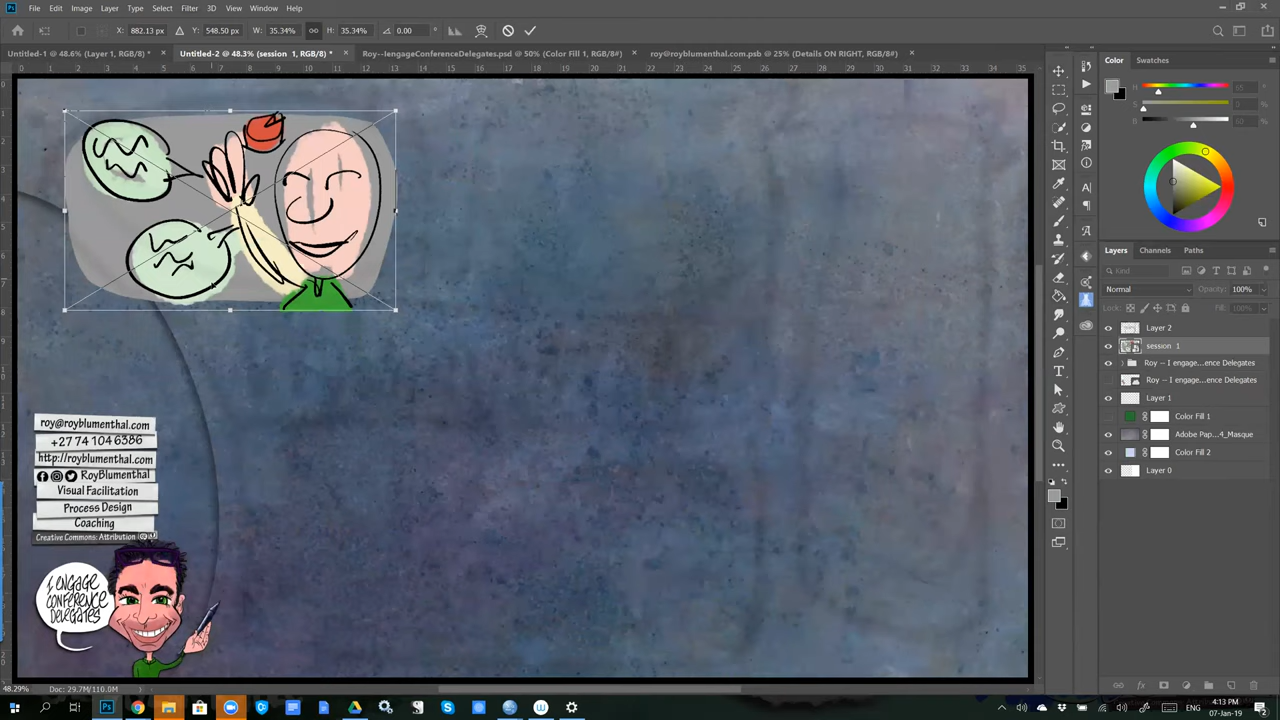 File Edit Image Layer Type Select Filter 3D View Window Help
X: 882.13 px Y: 548.50 px W: 35.34% H: 35.34% 0.00 °
Untitled-1 @ 48.6% (Layer 1, RGB/8*) * × Untitled-2 @ 48.3% (session 1, RGB/8*) * × Roy--IengageConferenceDelegates.psd @ 50% (Color Fill 1, RGB/8#) × roy@royblumenthal.com.psb @ 25% (Details ON RIGHT, RGB/8#) ×
Color Swatches
H
S 0 %
B
Layers Channels Paths
Kind
Normal Opacity: 100%
Lock: Fill: 100%
Layer 2
session 1
Roy -- I engage...ence Delegates
Roy -- I engage...ence Delegates
Layer 1
Color Fill 1
Adobe Pap...4_Masque
Color Fill 2
Layer 0
roy@royblumenthal.com
+27 74 104 6386
http://royblumenthal.com
RoyBlumenthal
Visual Facilitation
Process Design
Coaching
Creative Commons: Attribution
I ENGAGE
CONFERENCE
DELEGATES
48.29% Doc: 29.7M/110.0M
ENG
4:13 PM
07-Jan-19